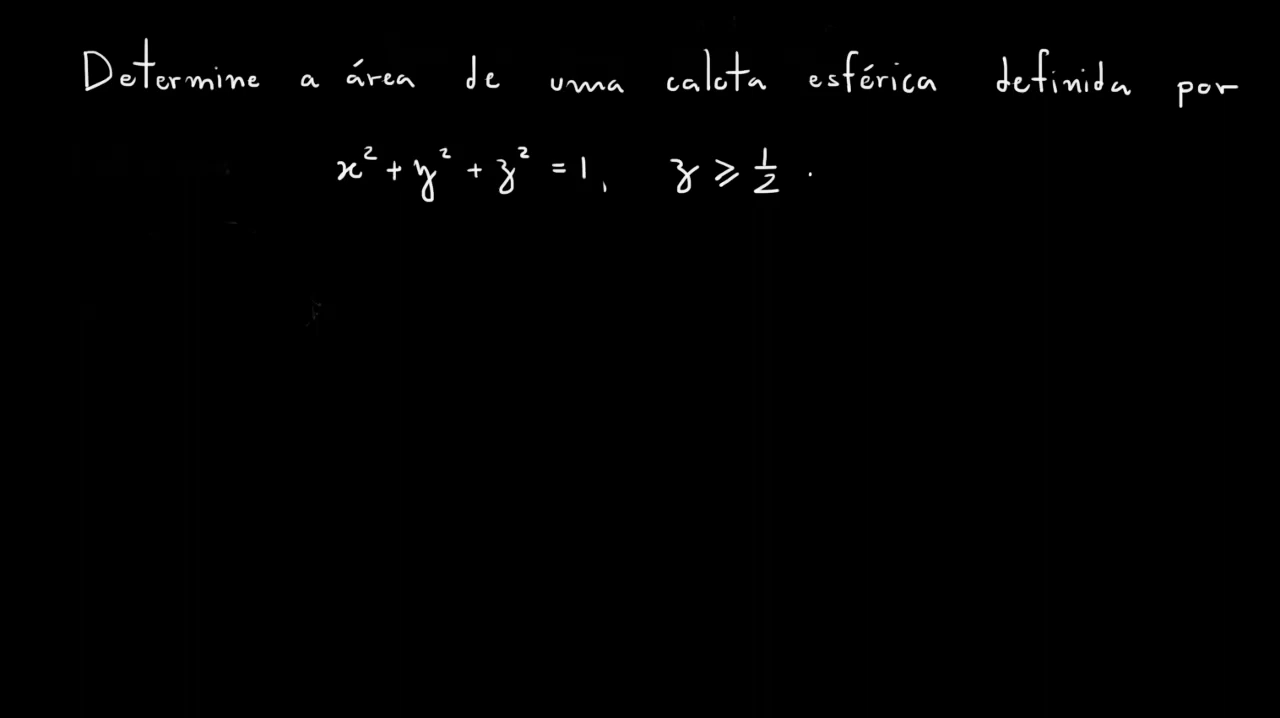 Determine a área de uma calota esférica definida por
x² + y² + z² = 1, z ⩾ 1/2 .